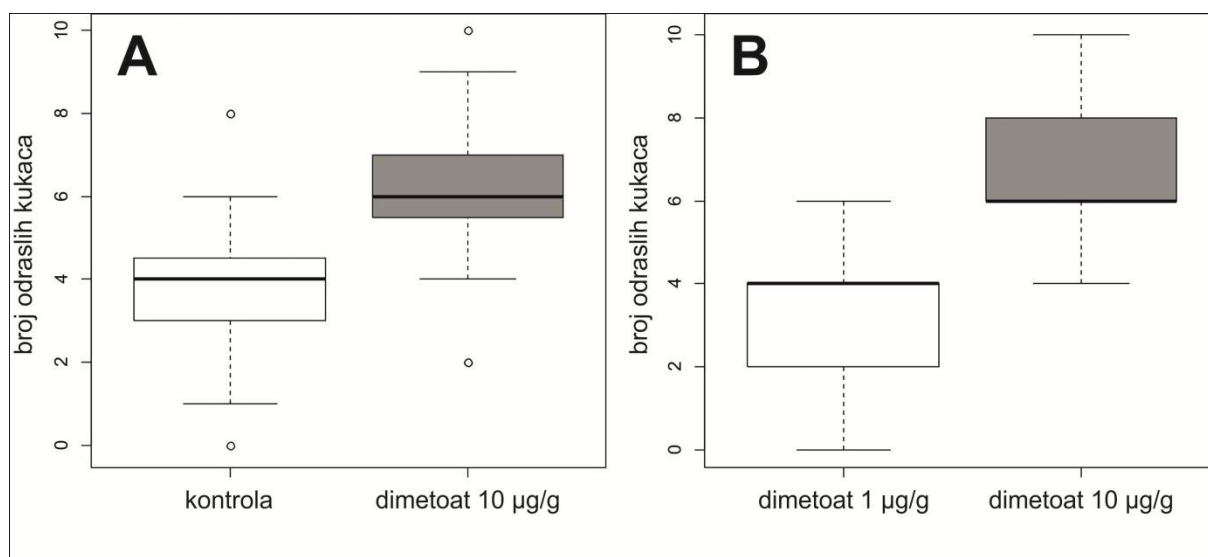 A
broj odraslih kukaca
10
8
6
4
2
0
kontrola
dimetoat 10 µg/g
B
broj odraslih kukaca
10
8
6
4
2
0
dimetoat 1 µg/g
dimetoat 10 µg/g